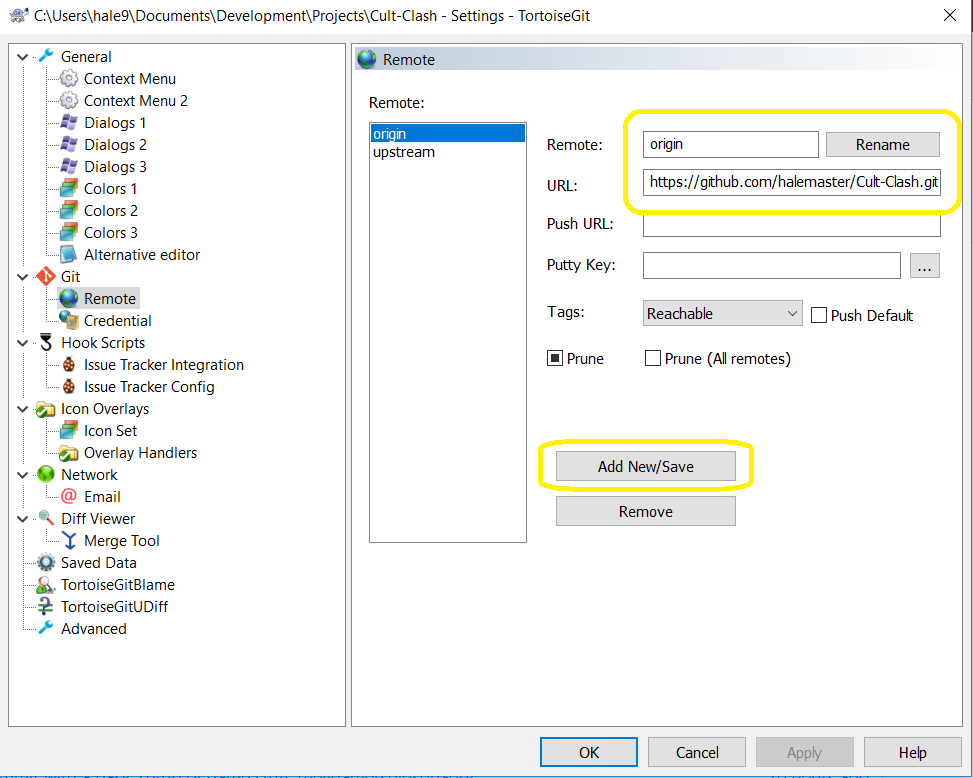 C:\Users\hale9\Documents\Development\Projects\Cult-Clash - Settings - TortoiseGit
General
Context Menu
Context Menu 2
Dialogs 1
Dialogs 2
Dialogs 3
Colors 1
Colors 2
Colors 3
Alternative editor
Git
Remote
Credential
Hook Scripts
Issue Tracker Integration
Issue Tracker Config
Icon Overlays
Icon Set
Overlay Handlers
Network
Email
Diff Viewer
Merge Tool
Saved Data
TortoiseGitBlame
TortoiseGitUDiff
Advanced
Remote
Remote:
origin
upstream
Remote: origin Rename
URL: https://github.com/halemaster/Cult-Clash.git
Push URL:
Putty Key: ...
Tags: Reachable Push Default
Prune Prune (All remotes)
Add New/Save
Remove
OK Cancel Apply Help